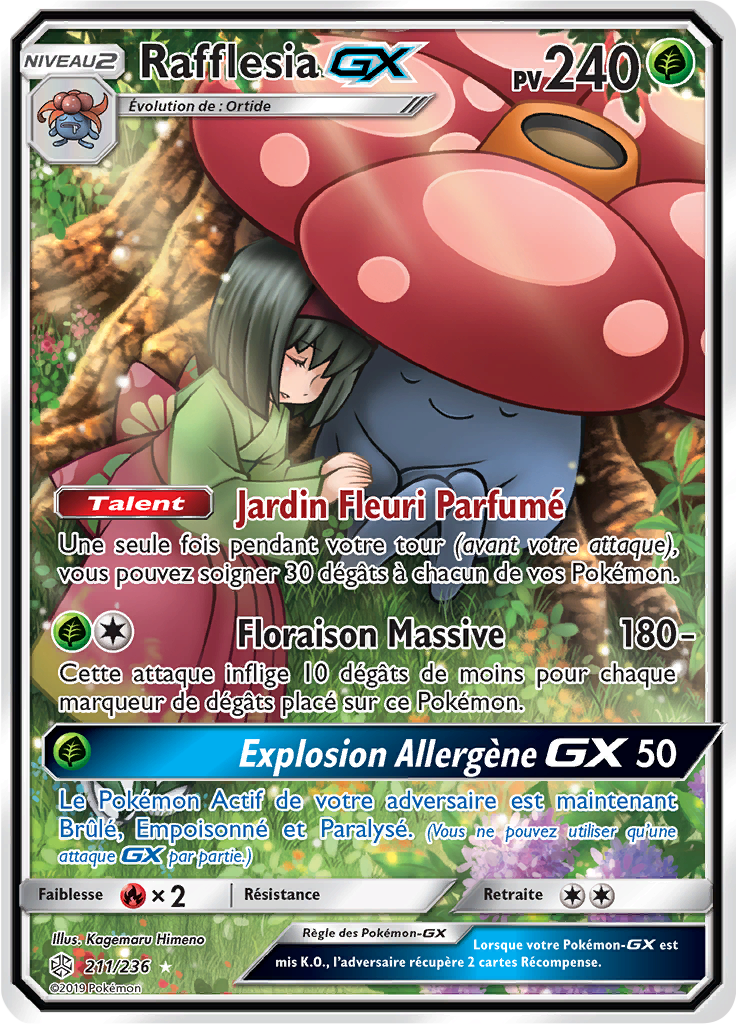 NIVEAU2
Rafflesia GX
PV240
Évolution de : Ortide
Talent Jardin Fleuri Parfumé
Une seule fois pendant votre tour (avant votre attaque),
vous pouvez soigner 30 dégâts à chacun de vos Pokémon.
Floraison Massive 180-
Cette attaque inflige 10 dégâts de moins pour chaque
marqueur de dégâts placé sur ce Pokémon.
Explosion Allergène GX 50
Le Pokémon Actif de votre adversaire est maintenant
Brûlé, Empoisonné et Paralysé. (Vous ne pouvez utiliser qu'une
attaque GX par partie.)
Faiblesse ×2 Résistance Retraite
Illus. Kagemaru Himeno
211/236
©2019 Pokémon
Règle des Pokémon-GX
Lorsque votre Pokémon-GX est
mis K.O., l'adversaire récupère 2 cartes Récompense.